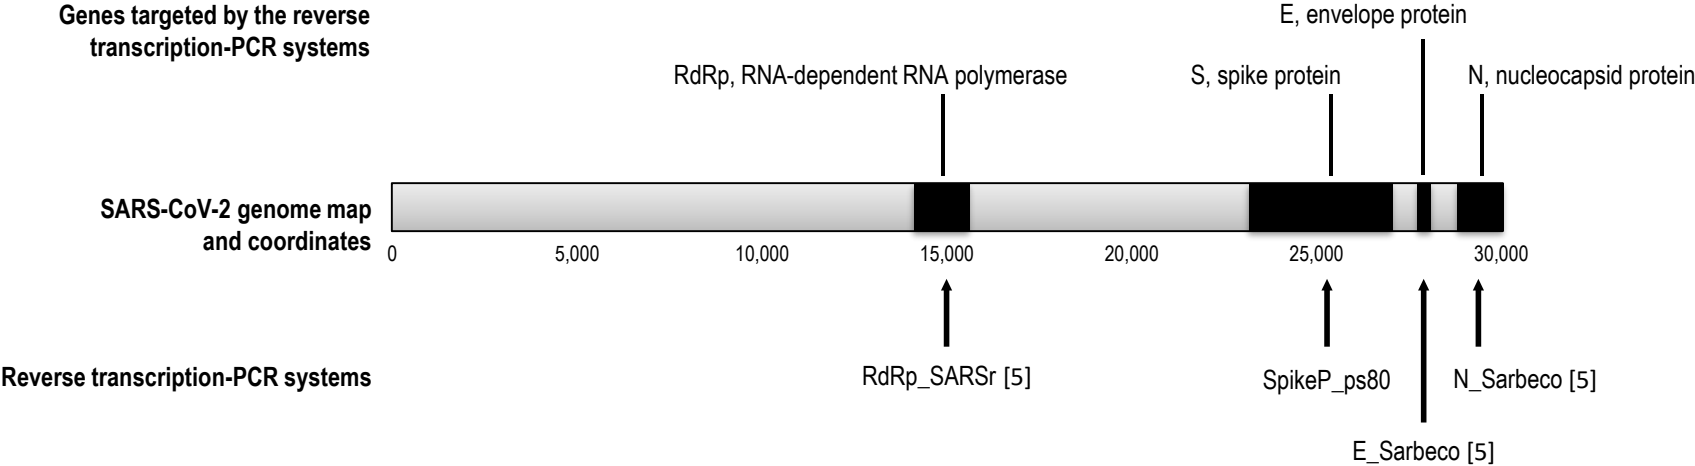 Genes targeted by the reverse
transcription-PCR systems
E, envelope protein
RdRp, RNA-dependent RNA polymerase
S, spike protein
N, nucleocapsid protein
SARS-CoV-2 genome map
and coordinates
0
5,000
10,000
15,000
20,000
25,000
30,000
Reverse transcription-PCR systems
RdRp_SARSr [5]
SpikeP_ps80
N_Sarbeco [5]
E_Sarbeco [5]